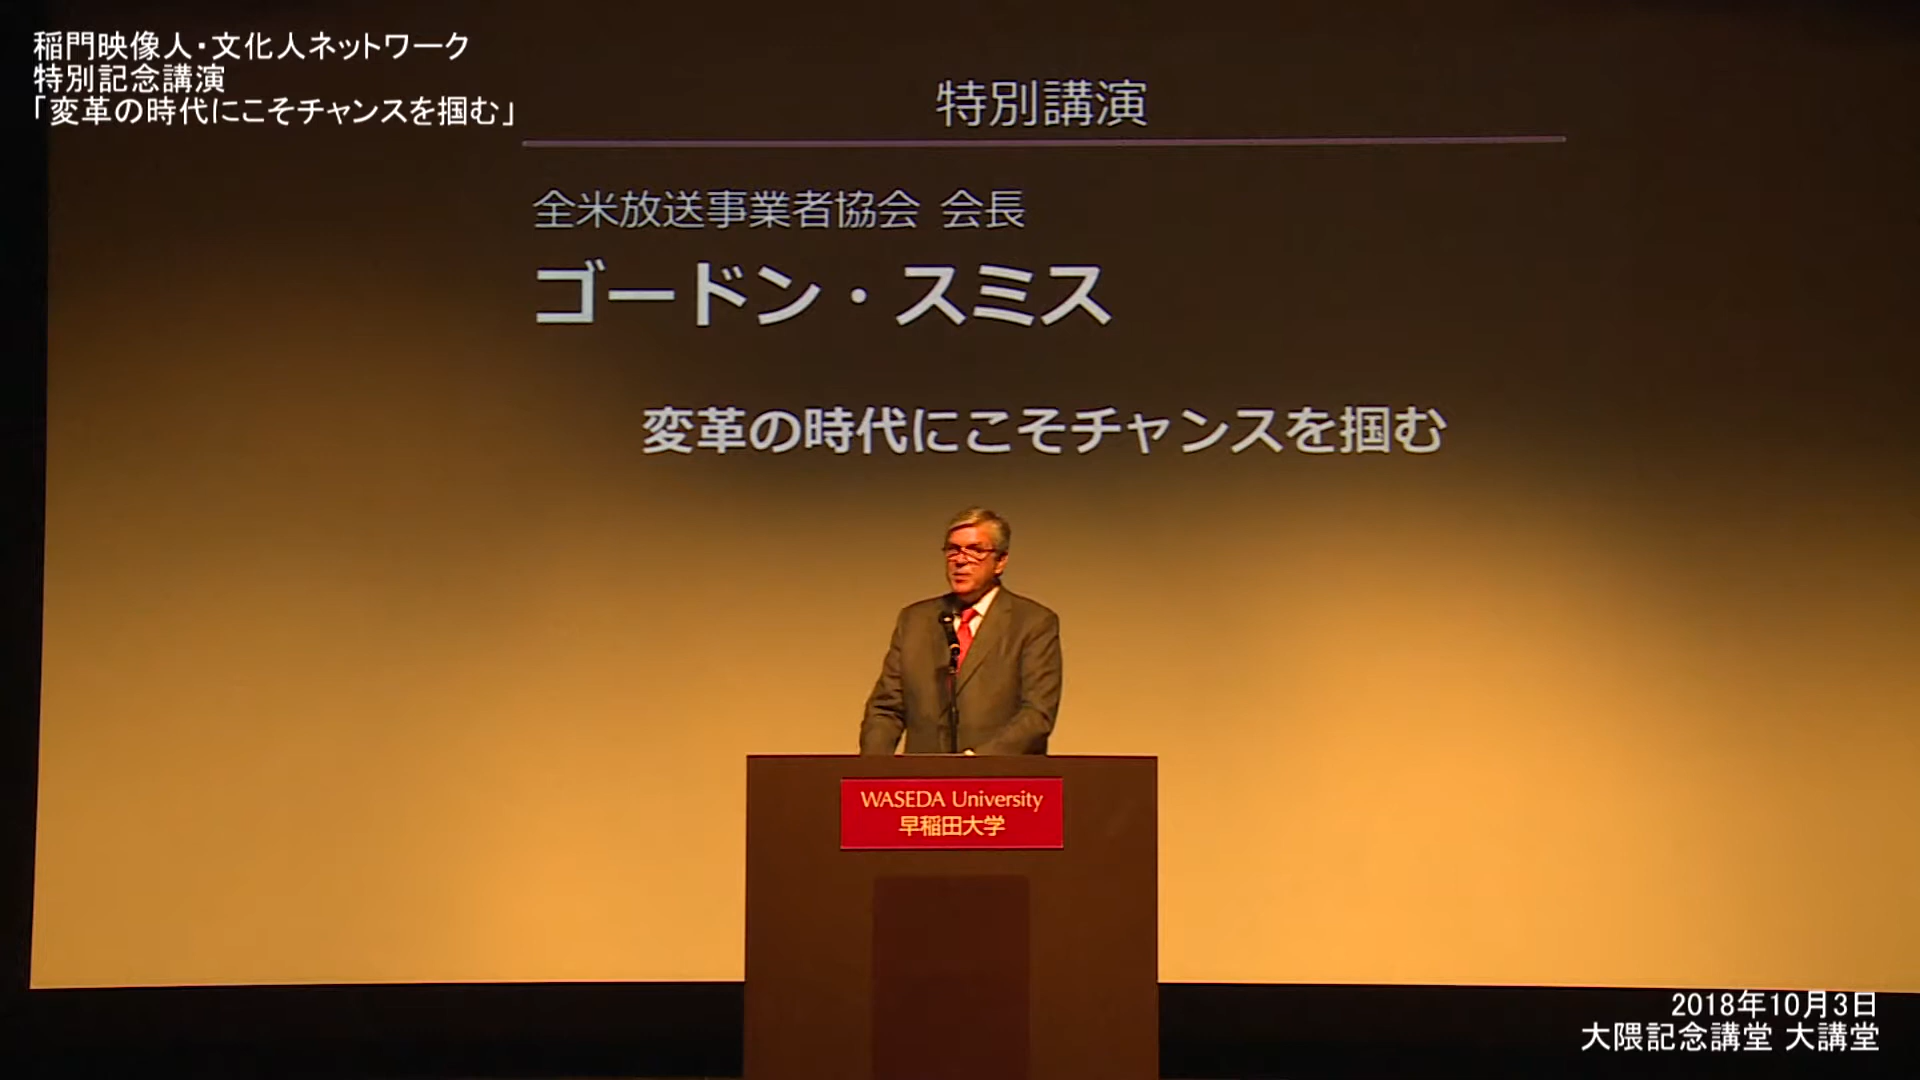 稲門映像人・文化人ネットワーク
特別記念講演
「変革の時代にこそチャンスを掴む」
特別講演
全米放送事業者協会 会長
ゴードン・スミス
変革の時代にこそチャンスを掴む
WASEDA University
早稲田大学
2018年10月3日
大隈記念講堂 大講堂